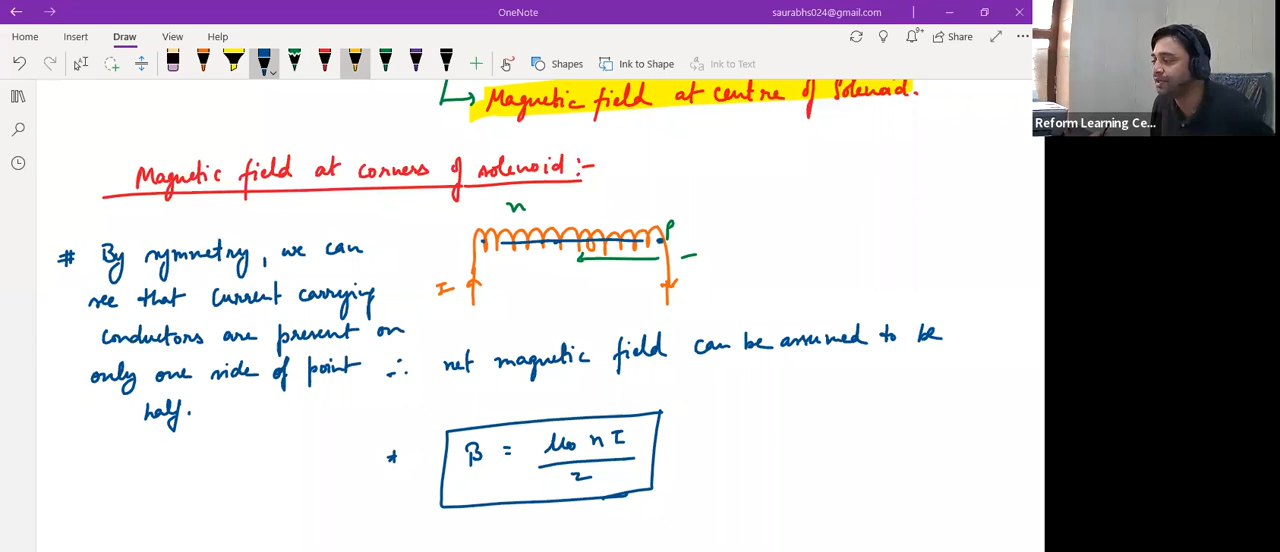 OneNote
saurabhs024@gmail.com
Home Insert Draw View Help
9+ Share
Shapes Ink to Shape Ink to Text
Magnetic field at centre of Solenoid.
Reform Learning Ce...
Magnetic field at corners of solenoid :-
n
P
I
# By symmetry, we can
see that current carrying
conductors are present on
only one side of point ∴ net magnetic field can be assumed to be
half.
* B = μ₀ n I / 2